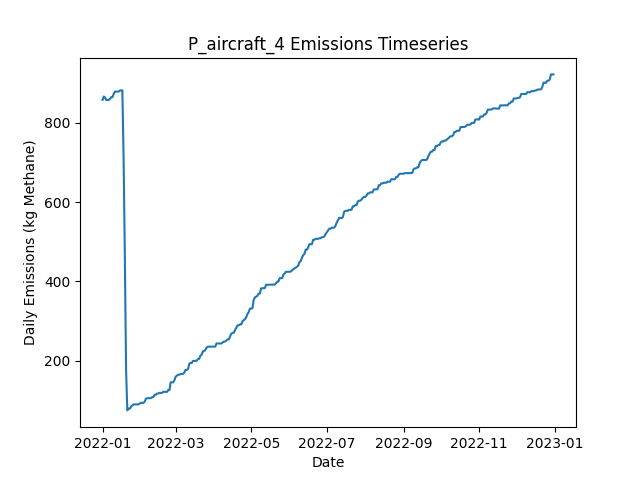 P_aircraft_4 Emissions Timeseries
Daily Emissions (kg Methane)
800
600
400
200
2022-01 2022-03 2022-05 2022-07 2022-09 2022-11 2023-01
Date